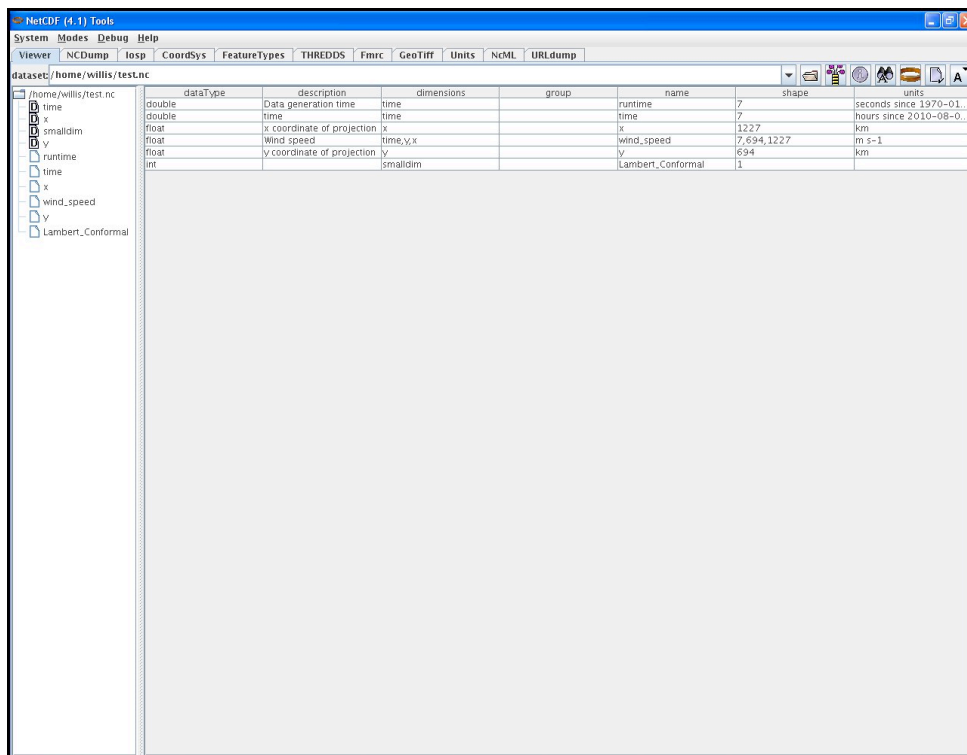 NetCDF (4.1) Tools
System Modes Debug Help
Viewer NCDump Iosp CoordSys FeatureTypes THREDDS Fmrc GeoTiff Units NcML URLdump
dataset: /home/willis/test.nc
/home/willis/test.nc
D time
D x
D smalldim
D y
runtime
time
x
wind_speed
y
Lambert_Conformal
dataType description dimensions group name shape units
double Data generation time time runtime 7 seconds since 1970-01...
double time time time 7 hours since 2010-08-0...
float x coordinate of projection x x 1227 km
float Wind speed time,y,x wind_speed 7,694,1227 m s-1
float y coordinate of projection y y 694 km
int smalldim Lambert_Conformal 1